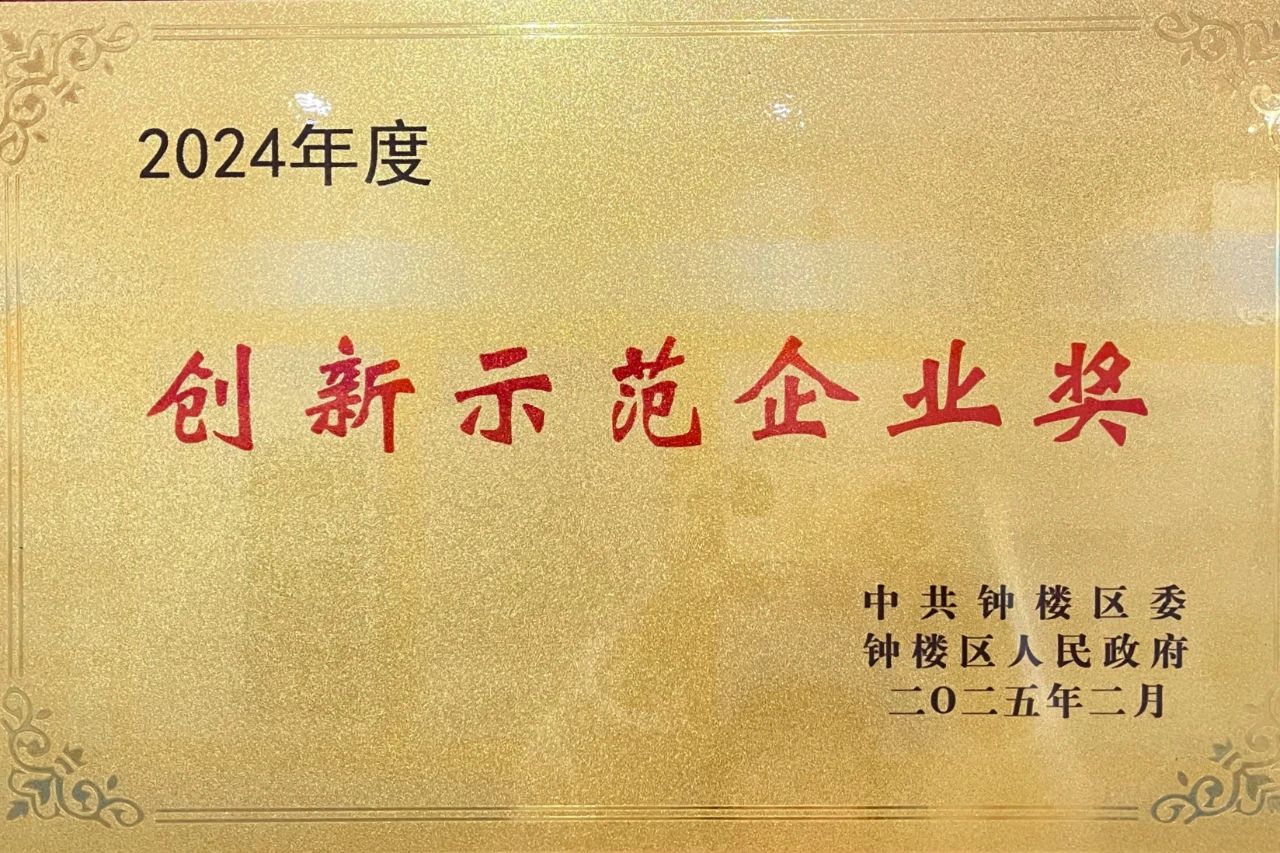 2024年度
创新示范企业奖
中共钟楼区委
钟楼区人民政府
二〇二五年二月